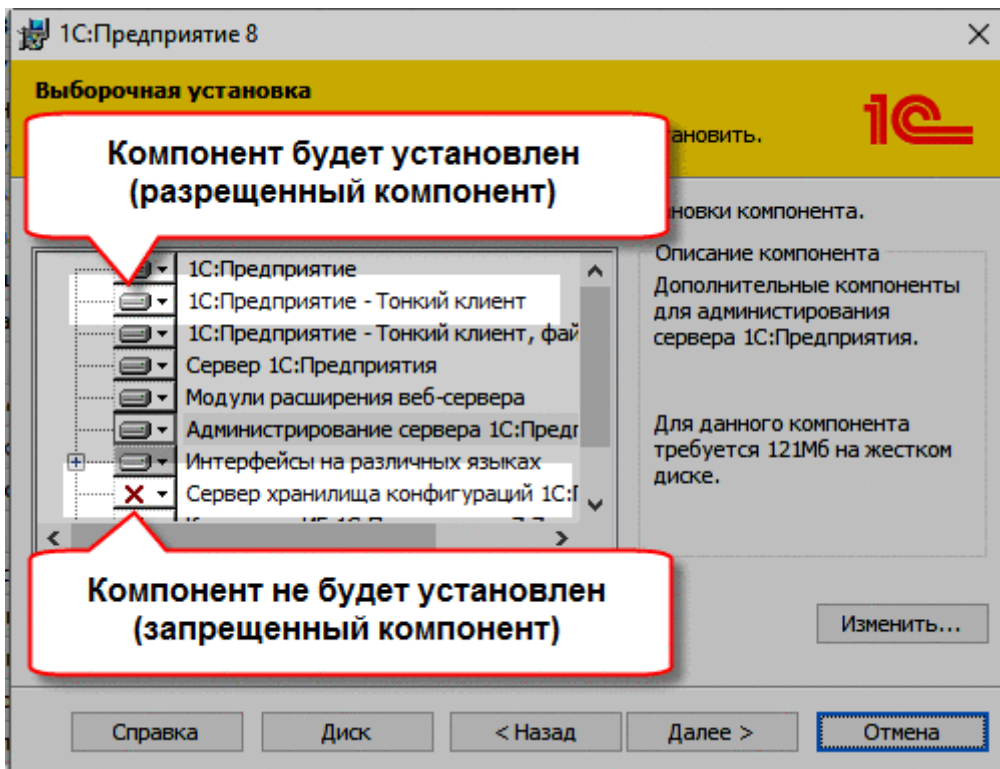 1С:Предприятие 8
Выборочная установка
ановить.
1С
Компонент будет установлен
(разрещенный компонент)
новки компонента.
1С:Предприятие
1С:Предприятие - Тонкий клиент
1С:Предприятие - Тонкий клиент, фай
Сервер 1С:Предприятия
Модули расширения веб-сервера
Администрирование сервера 1С:Предг
Интерфейсы на различных языках
Сервер хранилища конфигураций 1С:Г
Описание компонента
Дополнительные компоненты
для администрирования
сервера 1С:Предприятия.
Для данного компонента
требуется 121Мб на жестком
диске.
Компонент не будет установлен
(запрещенный компонент)
Изменить...
Справка
Диск
< Назад
Далее >
Отмена